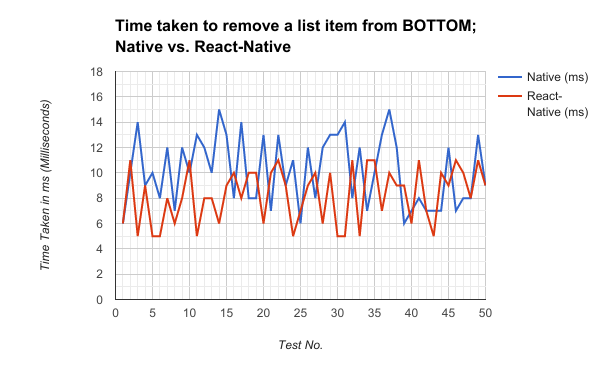 Time taken to remove a list item from BOTTOM;
Native vs. React-Native
18
16
14
12
10
8
6
4
2
0
Time Taken in ms (Milliseconds)
0 5 10 15 20 25 30 35 40 45 50
Test No.
Native (ms)
React-
Native (ms)